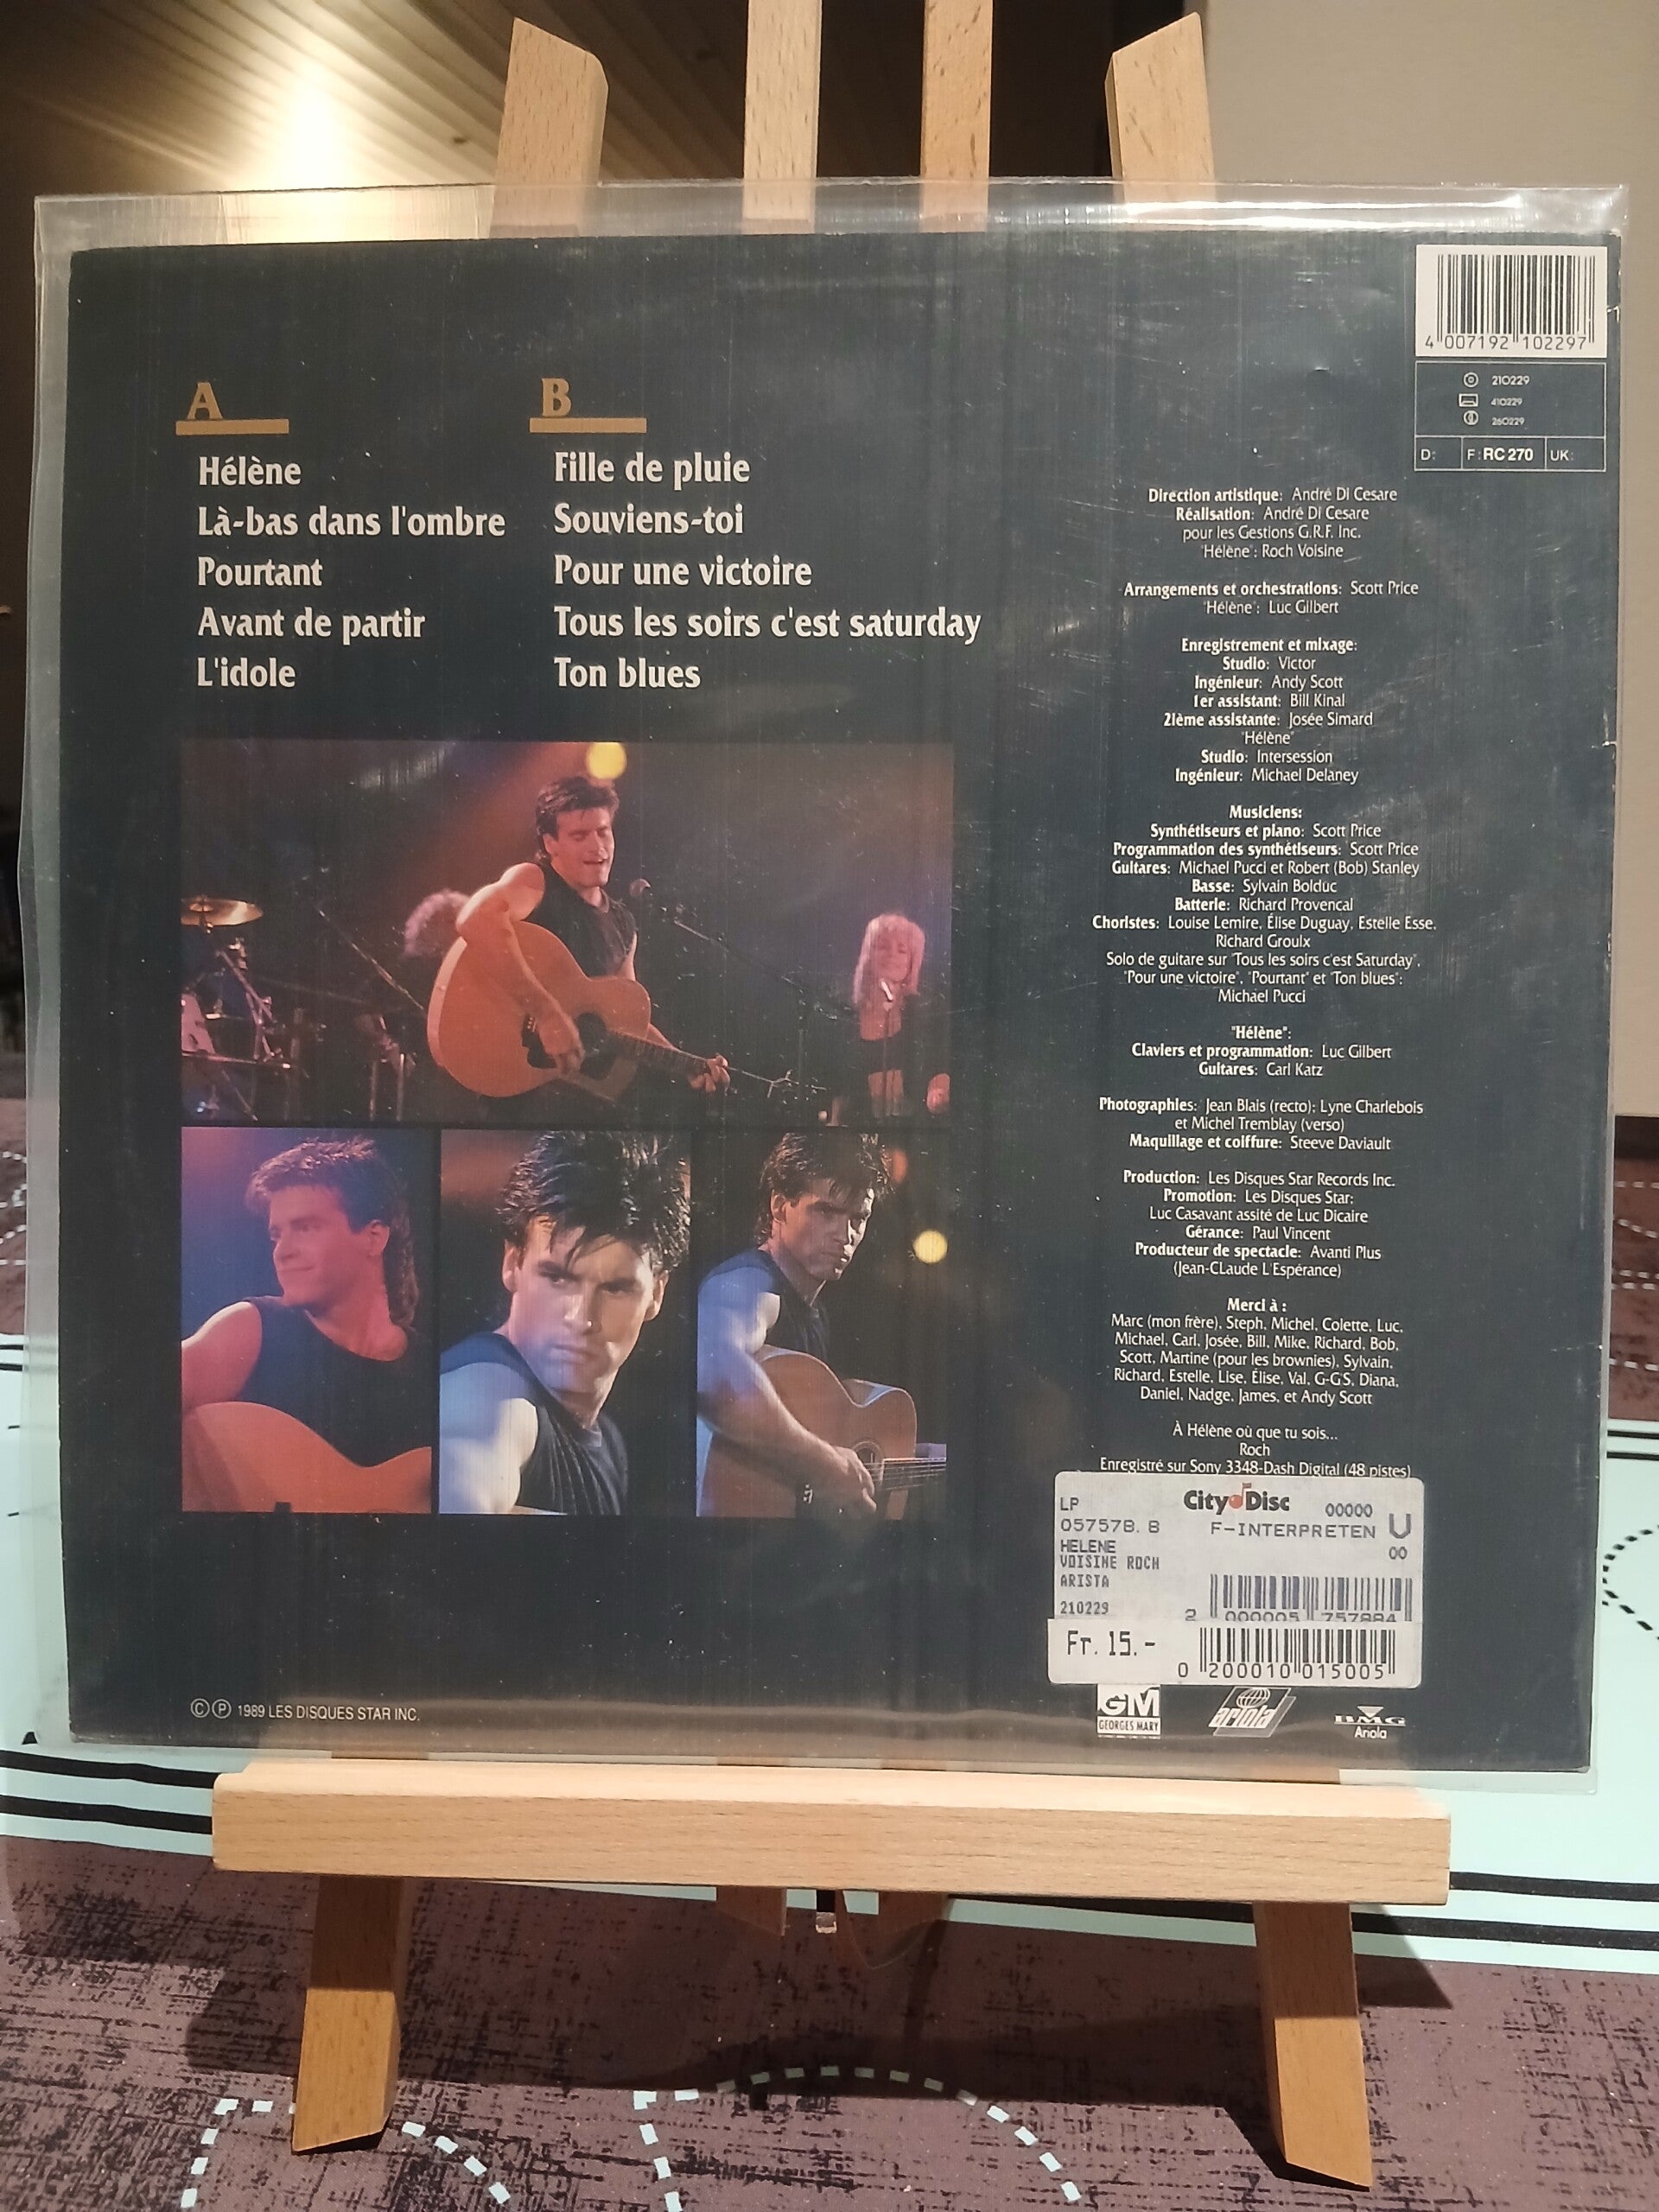 4 007192 102297
210229
410229
260229
D: F: RC 270 UK:
A
Hélène
Là-bas dans l'ombre
Pourtant
Avant de partir
L'idole
B
Fille de pluie
Souviens-toi
Pour une victoire
Tous les soirs c'est saturday
Ton blues
Direction artistique: André Di Cesare
Réalisation: André Di Cesare
pour les Gestions G.R.F. Inc.
"Hélène": Roch Voisine
Arrangements et orchestrations: Scott Price
"Hélène": Luc Gilbert
Enregistrement et mixage:
Studio: Victor
Ingénieur: Andy Scott
1er assistant: Bill Kinal
2ième assistante: Josée Simard
"Hélène"
Studio: Intersession
Ingénieur: Michael Delaney
Musiciens:
Synthétiseurs et piano: Scott Price
Programmation des synthétiseurs: Scott Price
Guitares: Michael Pucci et Robert (Bob) Stanley
Basse: Sylvain Bolduc
Batterie: Richard Provencal
Choristes: Louise Lemire, Élise Duguay, Estelle Esse,
Richard Groulx
Solo de guitare sur "Tous les soirs c'est Saturday",
"Pour une victoire", "Pourtant" et "Ton blues":
Michael Pucci
"Hélène":
Claviers et programmation: Luc Gilbert
Guitares: Carl Katz
Photographies: Jean Blais (recto); Lyne Charlebois
et Michel Tremblay (verso)
Maquillage et coiffure: Steeve Daviault
Production: Les Disques Star Records Inc.
Promotion: Les Disques Star:
Luc Casavant assité de Luc Dicaire
Gérance: Paul Vincent
Producteur de spectacle: Avanti Plus
(Jean-CLaude L'Espérance)
Merci à :
Marc (mon frère), Steph, Michel, Colette, Luc,
Michael, Carl, Josée, Bill, Mike, Richard, Bob,
Scott, Martine (pour les brownies), Sylvain,
Richard, Estelle, Lise, Élise, Val, G-G-S, Diana,
Daniel, Nadge, James, et Andy Scott
À Hélène où que tu sois...
Roch
Enregistré sur Sony 3348-Dash Digital (48 pistes)
LP City Disc 00000
057578. 8 F-INTERPRETEN U
HELENE 00
VOISINE ROCH
ARISTA
210229 2 000005 757884
Fr. 15.- 0 200010 015005
© ℗ 1989 LES DISQUES STAR INC.
GM
GEORGES MARY
ariola
BMG
Ariola